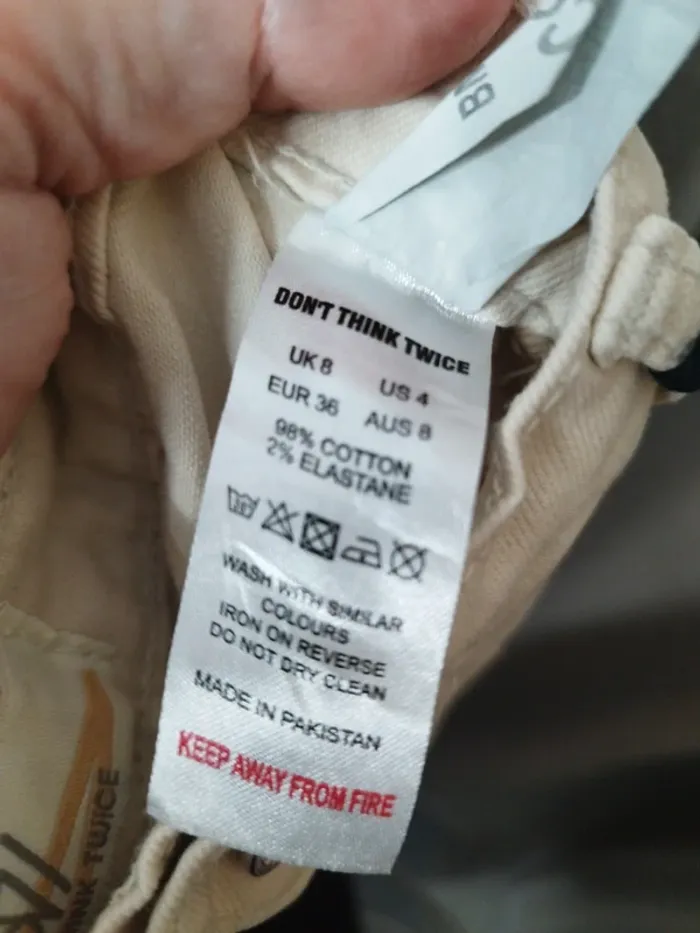 DON'T THINK TWICE
UK 8 US 4
EUR 36 AUS 8
98% COTTON
2% ELASTANE
WASH WITH SIMILAR
COLOURS
IRON ON REVERSE
DO NOT DRY CLEAN
MADE IN PAKISTAN
KEEP AWAY FROM FIRE
TWICE